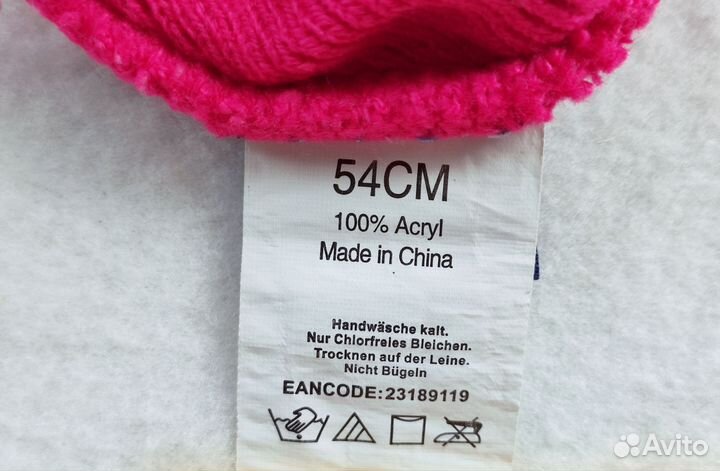 54CM
100% Acryl
Made in China
Handwäsche kalt.
Nur Chlorfreies Bleichen.
Trocknen auf der Leine.
Nicht Bügeln
EANCODE:23189119
Avito